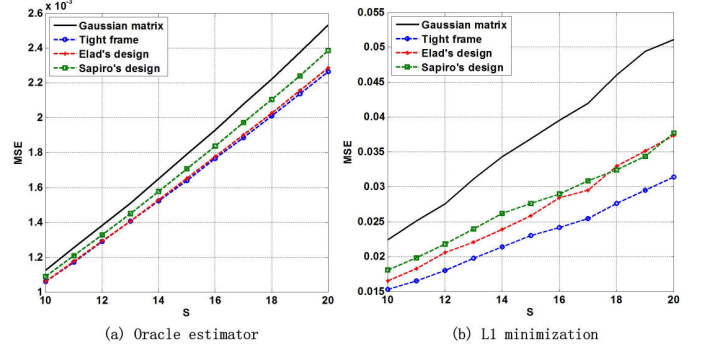 x 10⁻³
2.6
2.4
2.2
2
1.8
1.6
1.4
1.2
1
MSE
10 12 14 16 18 20
S
Gaussian matrix
Tight frame
Elad's design
Sapiro's design
(a) Oracle estimator
0.055
0.05
0.045
0.04
0.035
0.03
0.025
0.02
0.015
MSE
10 12 14 16 18 20
S
Gaussian matrix
Tight frame
Elad's design
Sapiro's design
(b) L1 minimization